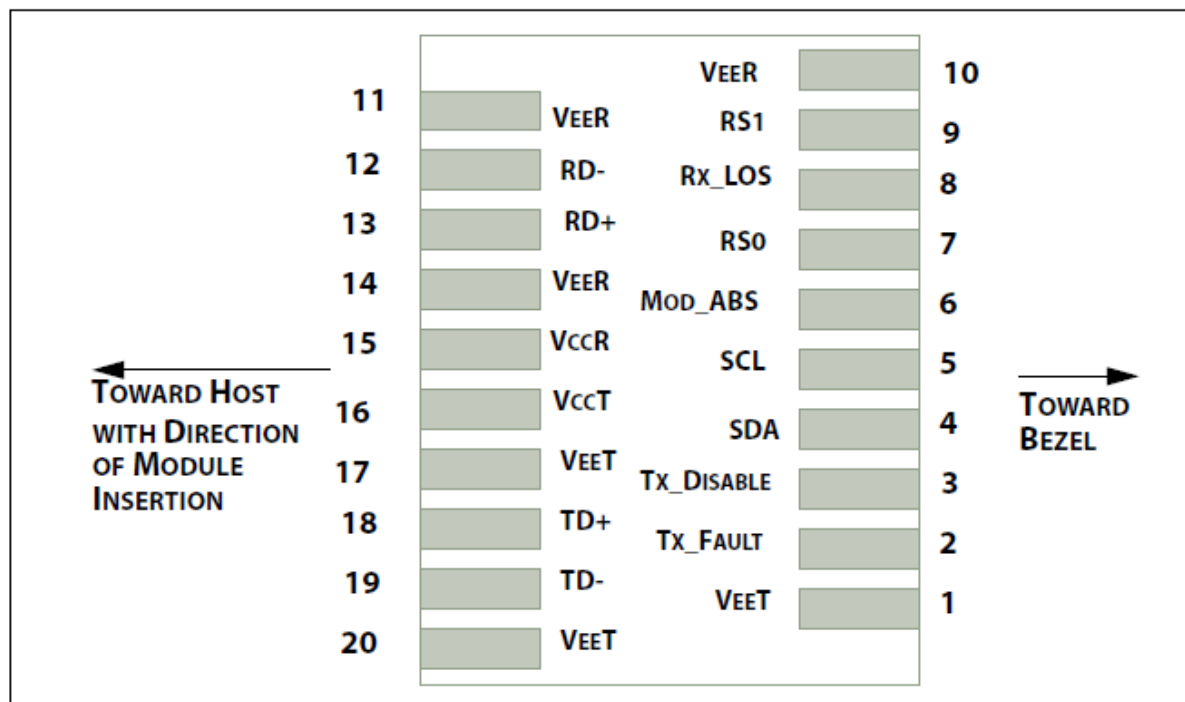 11 VEER
12 RD-
13 RD+
14 VEER
15 VCCR
16 VCCT
17 VEET
18 TD+
19 TD-
20 VEET
VEER 10
RS1 9
RX_LOS 8
RS0 7
MOD_ABS 6
SCL 5
SDA 4
TX_DISABLE 3
TX_FAULT 2
VEET 1
TOWARD HOST
WITH DIRECTION
OF MODULE
INSERTION
TOWARD
BEZEL